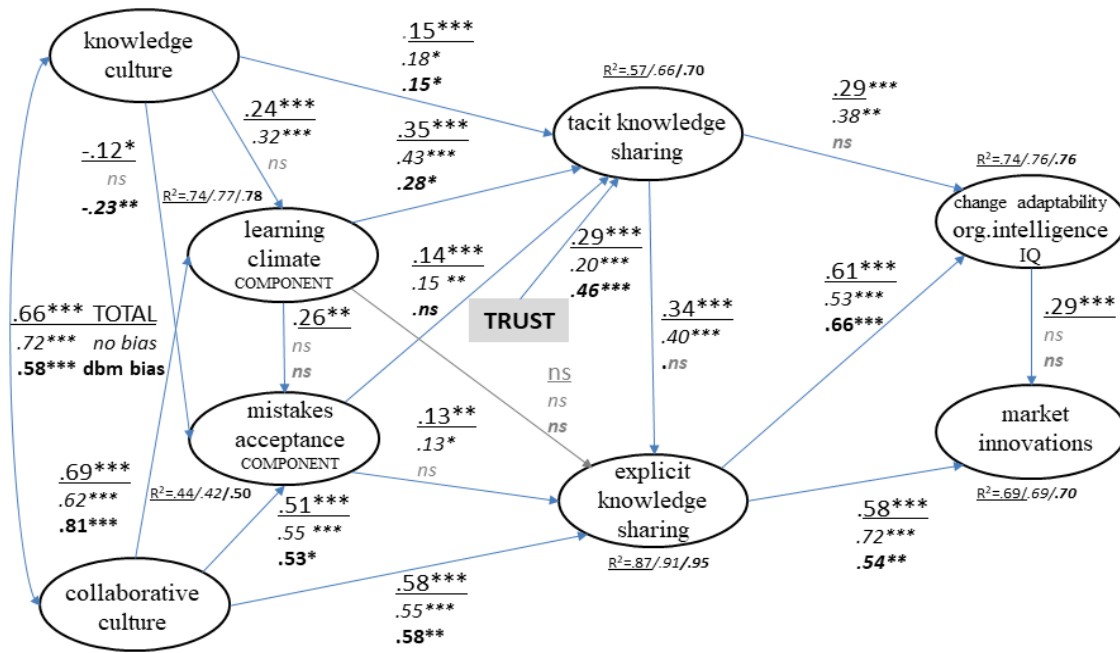 knowledge
culture
.15***
.18*
.15*
R²=.57/.66/.70
tacit knowledge
sharing
.29***
.38**
ns
.24***
.32***
ns
.35***
.43***
.28*
-.12*
ns
-.23**
R²=.74/.77/.78
R²=.74/.76/.76
change adaptability
org.intelligence
IQ
learning
climate
COMPONENT
.14***
.15 **
.ns
.29***
.20***
.46***
TRUST
.61***
.53***
.66***
.66*** TOTAL
.72*** no bias
.58*** dbm bias
.26**
ns
ns
.34***
.40***
.ns
.29***
ns
ns
ns
ns
ns
mistakes
acceptance
COMPONENT
.13**
.13*
ns
market
innovations
R²=.69/.69/.70
.69***
.62***
.81***
R²=.44/.42/.50
.51***
.55 ***
.53*
explicit
knowledge
sharing
R²=.87/.91/.95
.58***
.72***
.54**
collaborative
culture
.58***
.55***
.58**